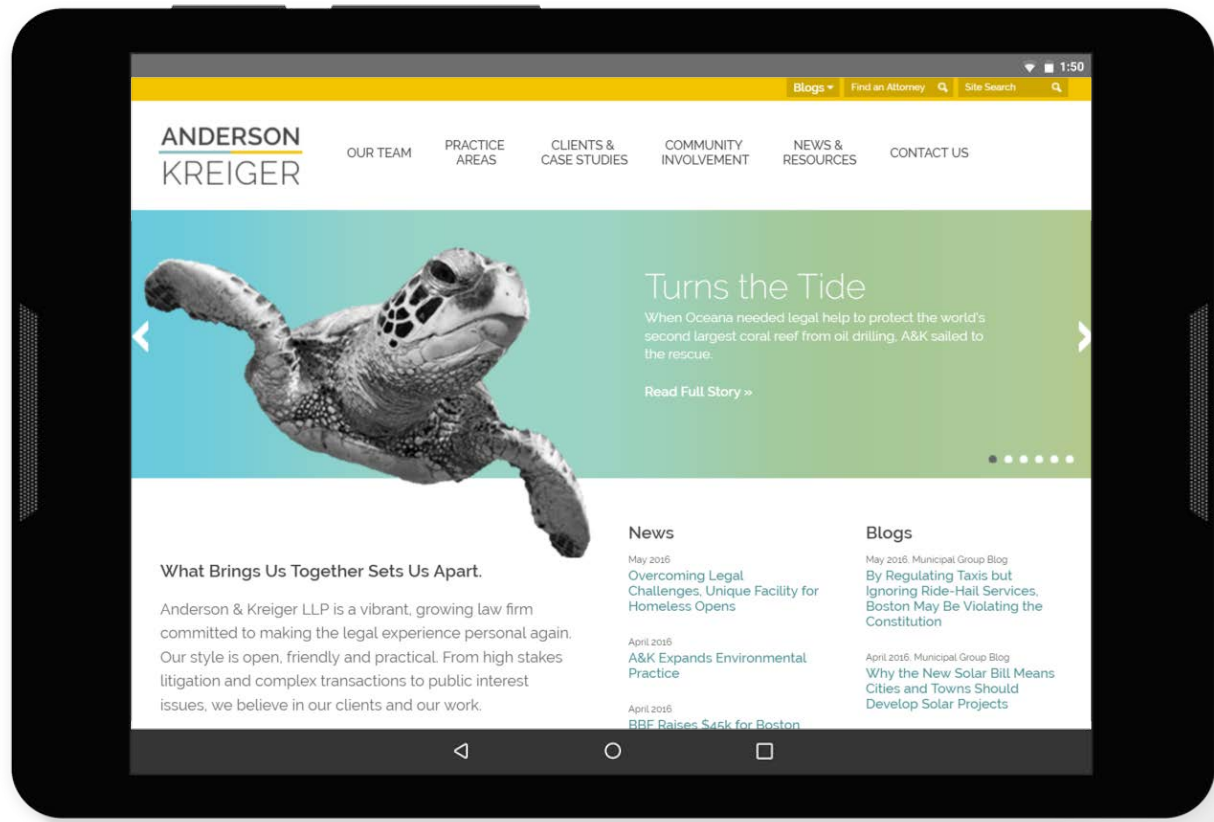 1:50
Blogs
Find an Attorney
Site Search
ANDERSON
KREIGER
OUR TEAM
PRACTICE
AREAS
CLIENTS &
CASE STUDIES
COMMUNITY
INVOLVEMENT
NEWS &
RESOURCES
CONTACT US
Turns the Tide
When Oceana needed legal help to protect the world's
second largest coral reef from oil drilling, A&K sailed to
the rescue.
Read Full Story »
What Brings Us Together Sets Us Apart.
Anderson & Kreiger LLP is a vibrant, growing law firm
committed to making the legal experience personal again.
Our style is open, friendly and practical. From high stakes
litigation and complex transactions to public interest
issues, we believe in our clients and our work.
News
May 2016
Overcoming Legal
Challenges, Unique Facility for
Homeless Opens
April 2016
A&K Expands Environmental
Practice
April 2016
BBF Raises $45k for Boston
Blogs
May 2016, Municipal Group Blog
By Regulating Taxis but
Ignoring Ride-Hail Services,
Boston May Be Violating the
Constitution
April 2016, Municipal Group Blog
Why the New Solar Bill Means
Cities and Towns Should
Develop Solar Projects